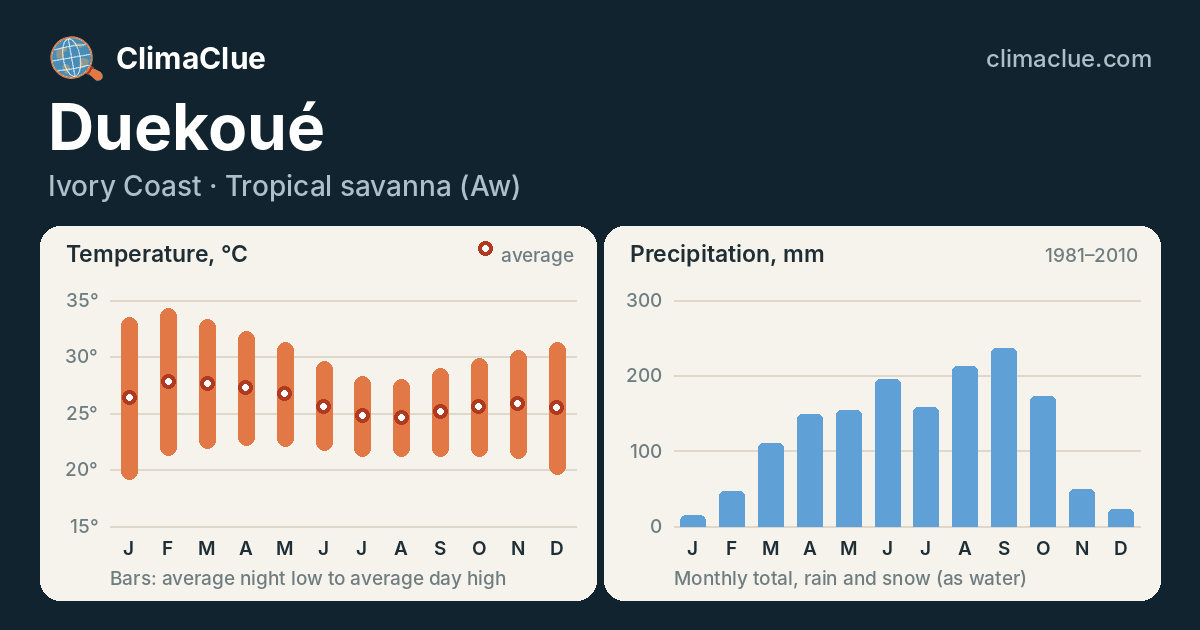 ClimaClue
climaclue.com
Duekoué
Ivory Coast · Tropical savanna (Aw)
Temperature, °C
average
35°
30°
25°
20°
15°
J F M A M J J A S O N D
Bars: average night low to average day high
Precipitation, mm
1981–2010
300
200
100
0
J F M A M J J A S O N D
Monthly total, rain and snow (as water)